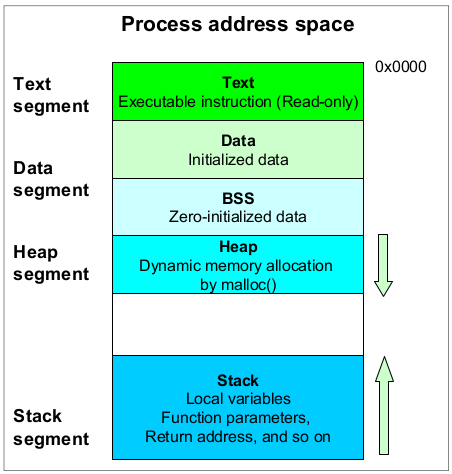 Process address space
0x0000
Text
segment
Text
Executable instruction (Read-only)
Data
segment
Data
Initialized data
BSS
Zero-initialized data
Heap
segment
Heap
Dynamic memory allocation
by malloc()
Stack
segment
Stack
Local variables
Function parameters,
Return address, and so on